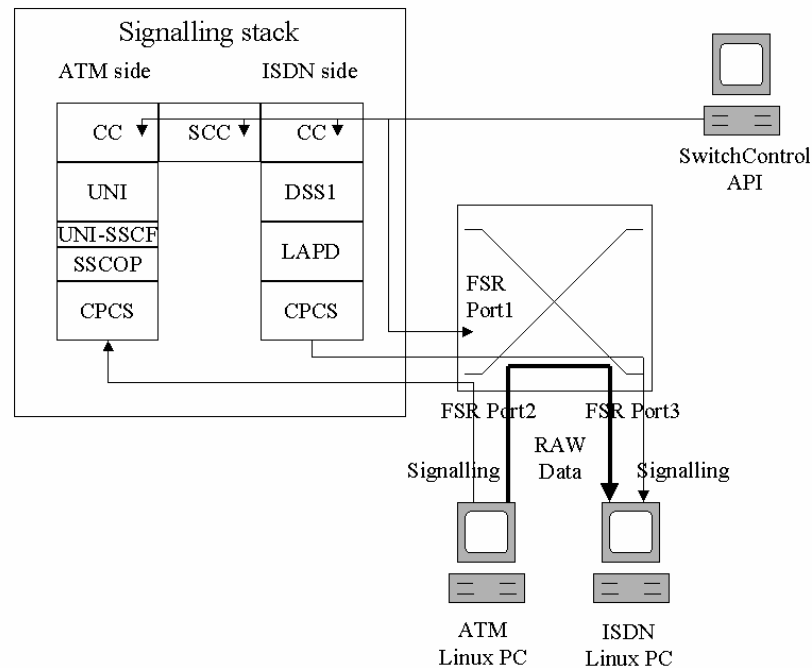 Signalling stack
ATM side
ISDN side
CC
SCC
CC
UNI
DSS1
UNI-SSCF
SSCOP
LAPD
CPCS
CPCS
SwitchControl
API
FSR
Port1
FSR Port2
FSR Port3
Signalling
RAW
Data
Signalling
ATM
Linux PC
ISDN
Linux PC